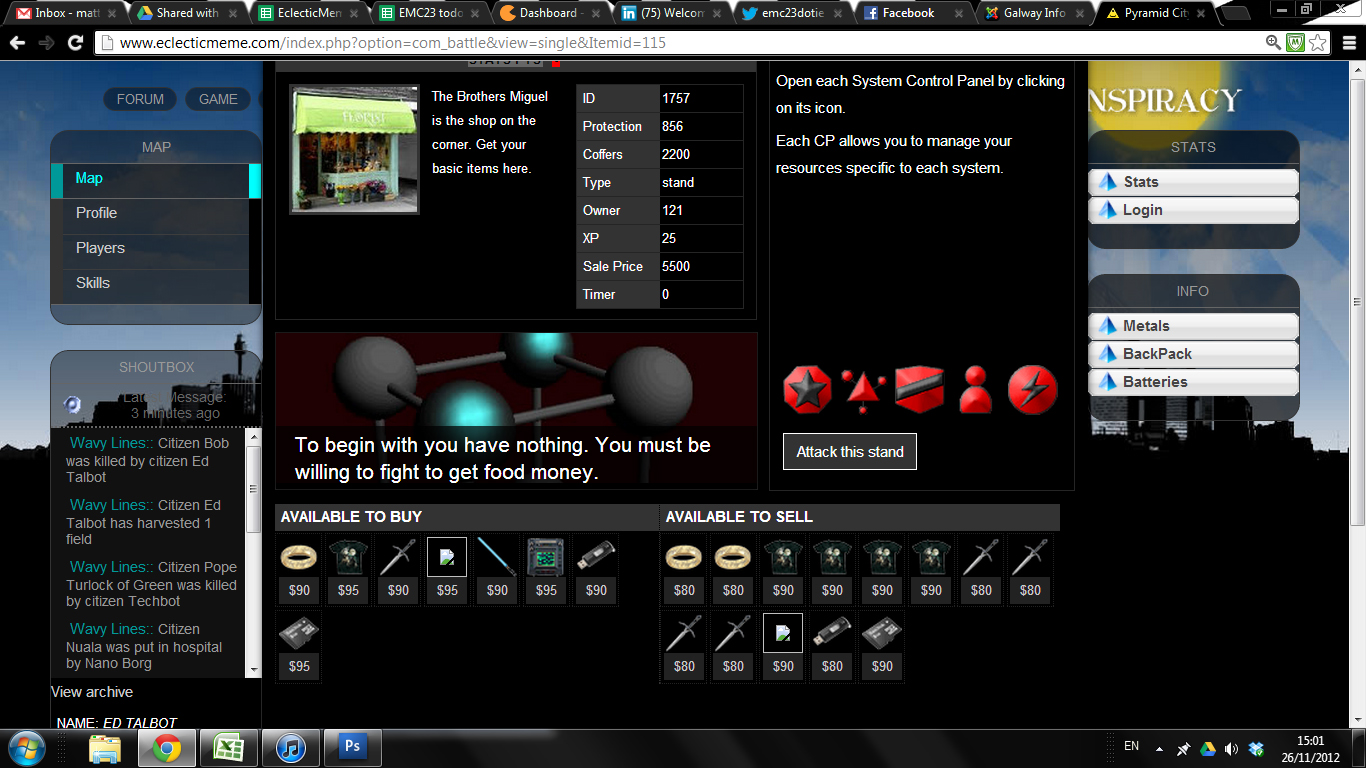 Inbox - matt
Shared with
EclecticMem
EMC23 todo
Dashboard -
(75) Welcom
emc23dotie
Facebook
Galway Info
Pyramid City
www.eclecticmeme.com/index.php?option=com_battle&view=single&Itemid=115
FORUM
GAME
MAP
Map
Profile
Players
Skills
SHOUTBOX
Latest Message:
3 minutes ago
Wavy Lines:: Citizen Bob
was killed by citizen Ed
Talbot
Wavy Lines:: Citizen Ed
Talbot has harvested 1
field
Wavy Lines:: Citizen Pope
Turlock of Green was killed
by citizen Techbot
Wavy Lines:: Citizen
Nuala was put in hospital
by Nano Borg
View archive
NAME: ED TALBOT
FLORIST
The Brothers Miguel
is the shop on the
corner. Get your
basic items here.
ID 1757
Protection 856
Coffers 2200
Type stand
Owner 121
XP 25
Sale Price 5500
Timer 0
To begin with you have nothing. You must be
willing to fight to get food money.
Open each System Control Panel by clicking
on its icon.
Each CP allows you to manage your
resources specific to each system.
Attack this stand
AVAILABLE TO BUY
$90 $95 $90 $95 $90 $95 $90
$95
AVAILABLE TO SELL
$80 $80 $90 $90 $90 $90 $80 $80
$80 $80 $90 $80 $90
NSPIRACY
STATS
Stats
Login
INFO
Metals
BackPack
Batteries
Ps
EN
15:01
26/11/2012